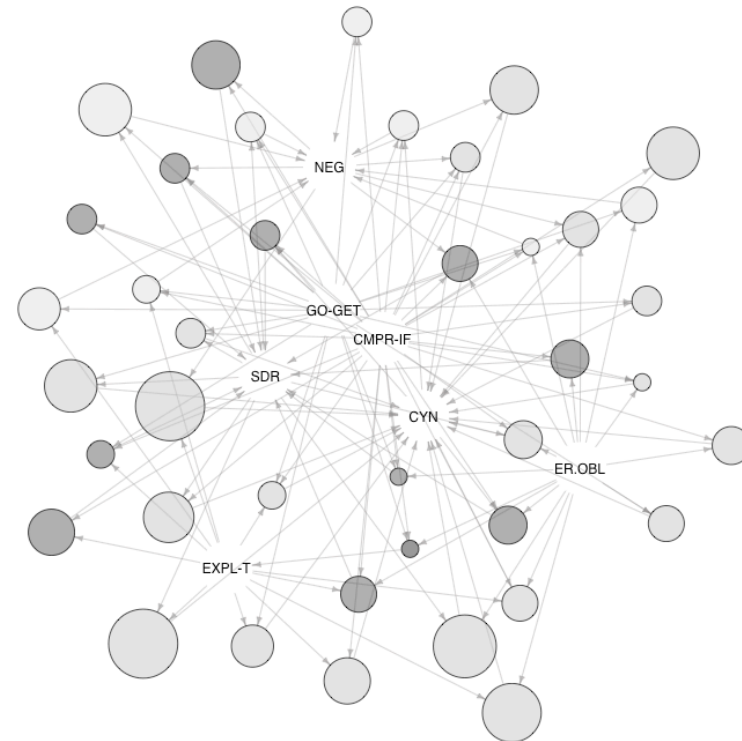 NEG
GO-GET
CMPR-IF
SDR
CYN
ER.OBL
EXPL-T